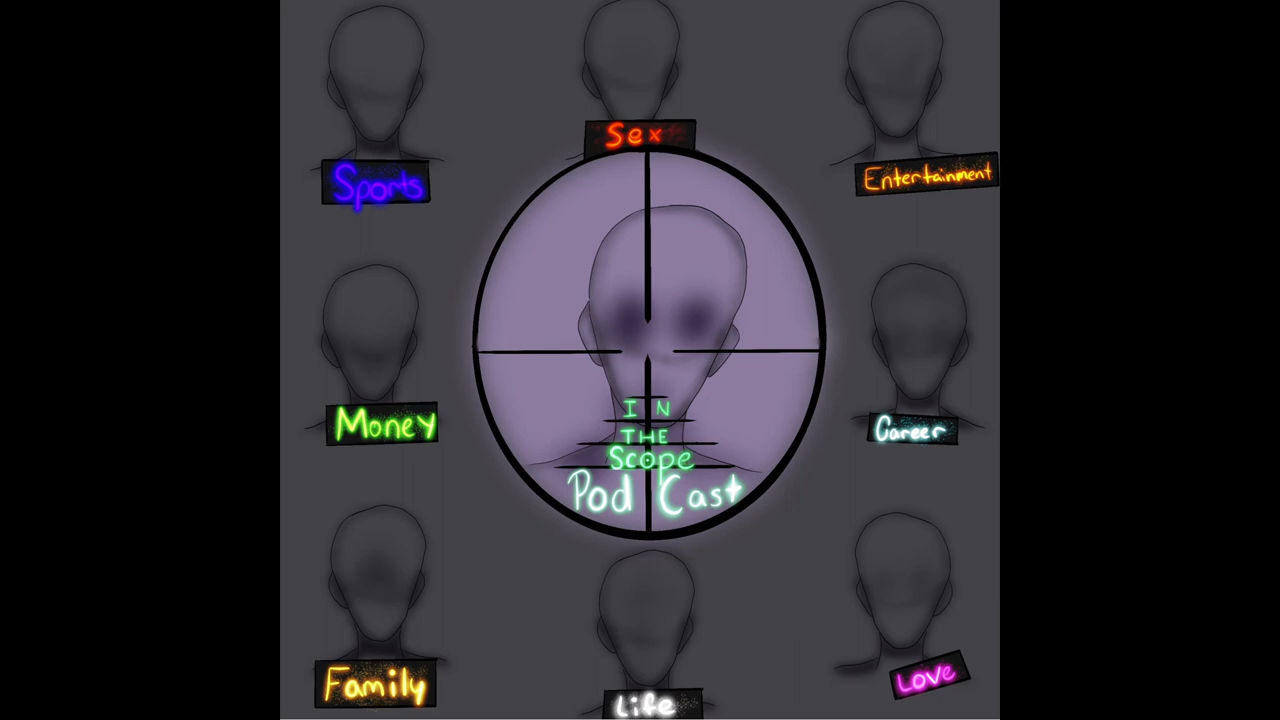 Sex
Sports
Entertainment
Money
Career
IN
THE
Scope
Pod Cast
Family
Life
Love